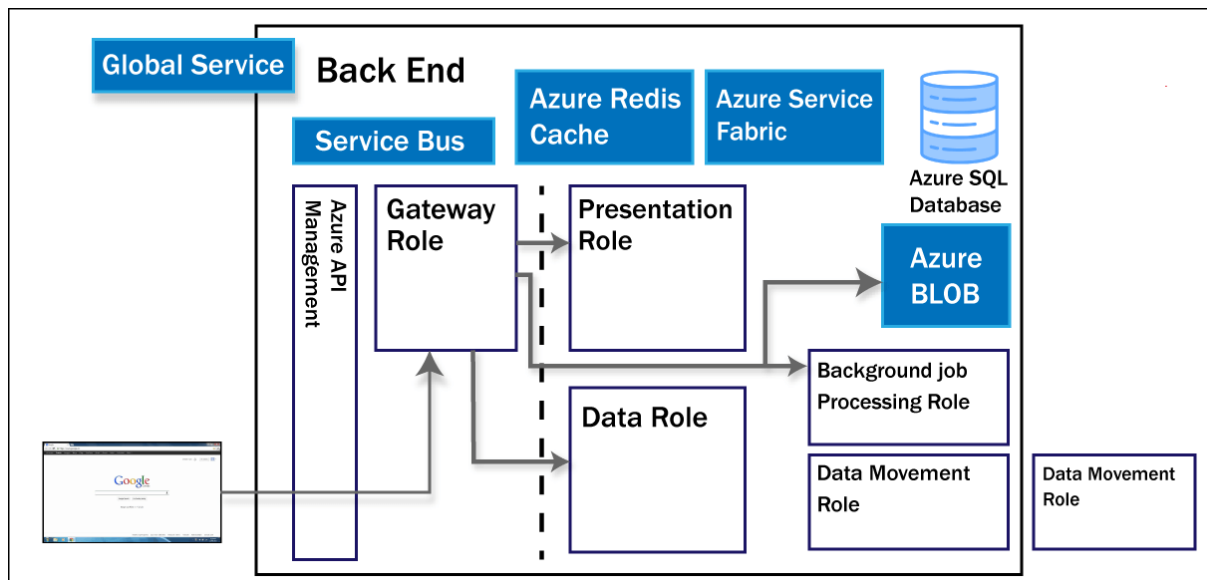 Global Service
Back End
Service Bus
Azure Redis
Cache
Azure Service
Fabric
Azure SQL
Database
Azure API
Management
Gateway
Role
Presentation
Role
Azure
BLOB
Background job
Processing Role
Data Role
Data Movement
Role
Data Movement
Role
Google